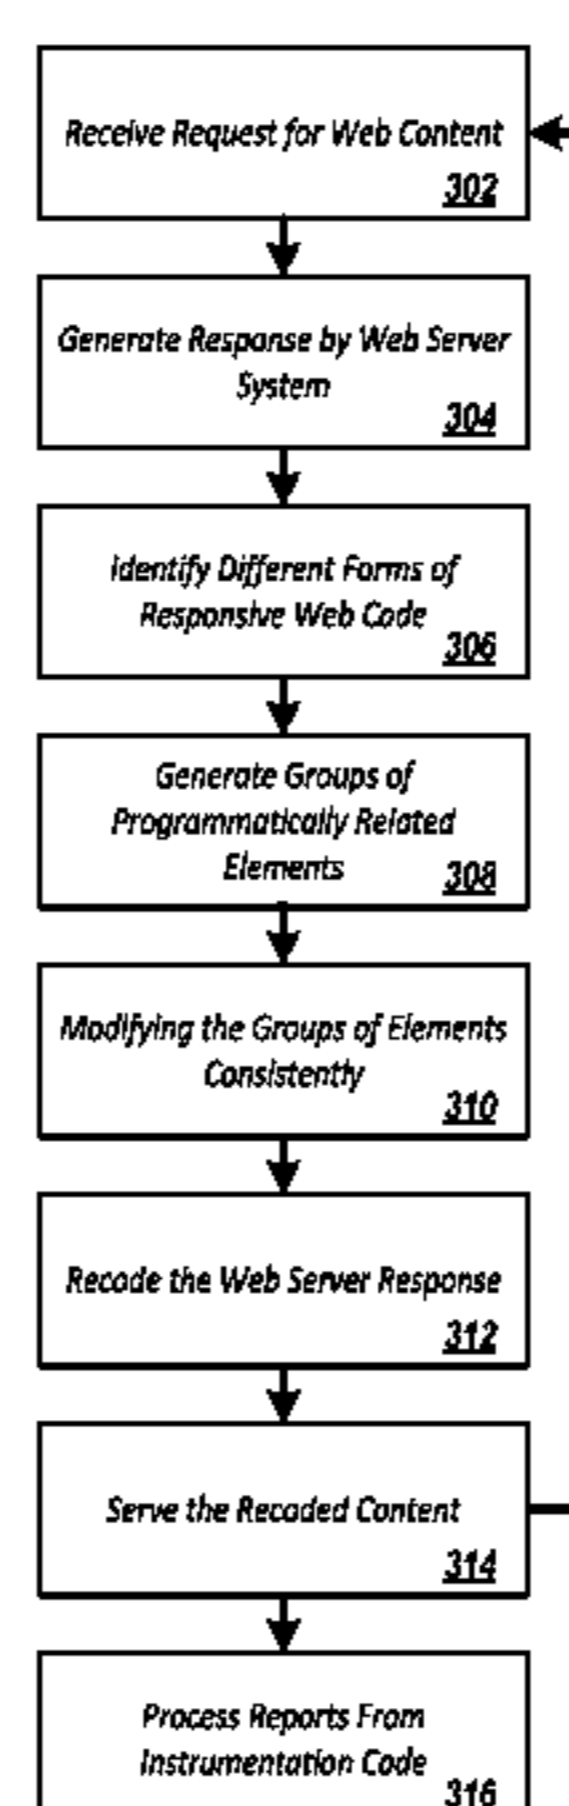 Receive Request for Web Content
302
Generate Response by Web Server
System
304
Identify Different Forms of
Responsive Web Code
306
Generate Groups of
Programmatically Related
Elements
308
Modifying the Groups of Elements
Consistently
310
Recode the Web Server Response
312
Serve the Recoded Content
314
Process Reports From
Instrumentation Code
316